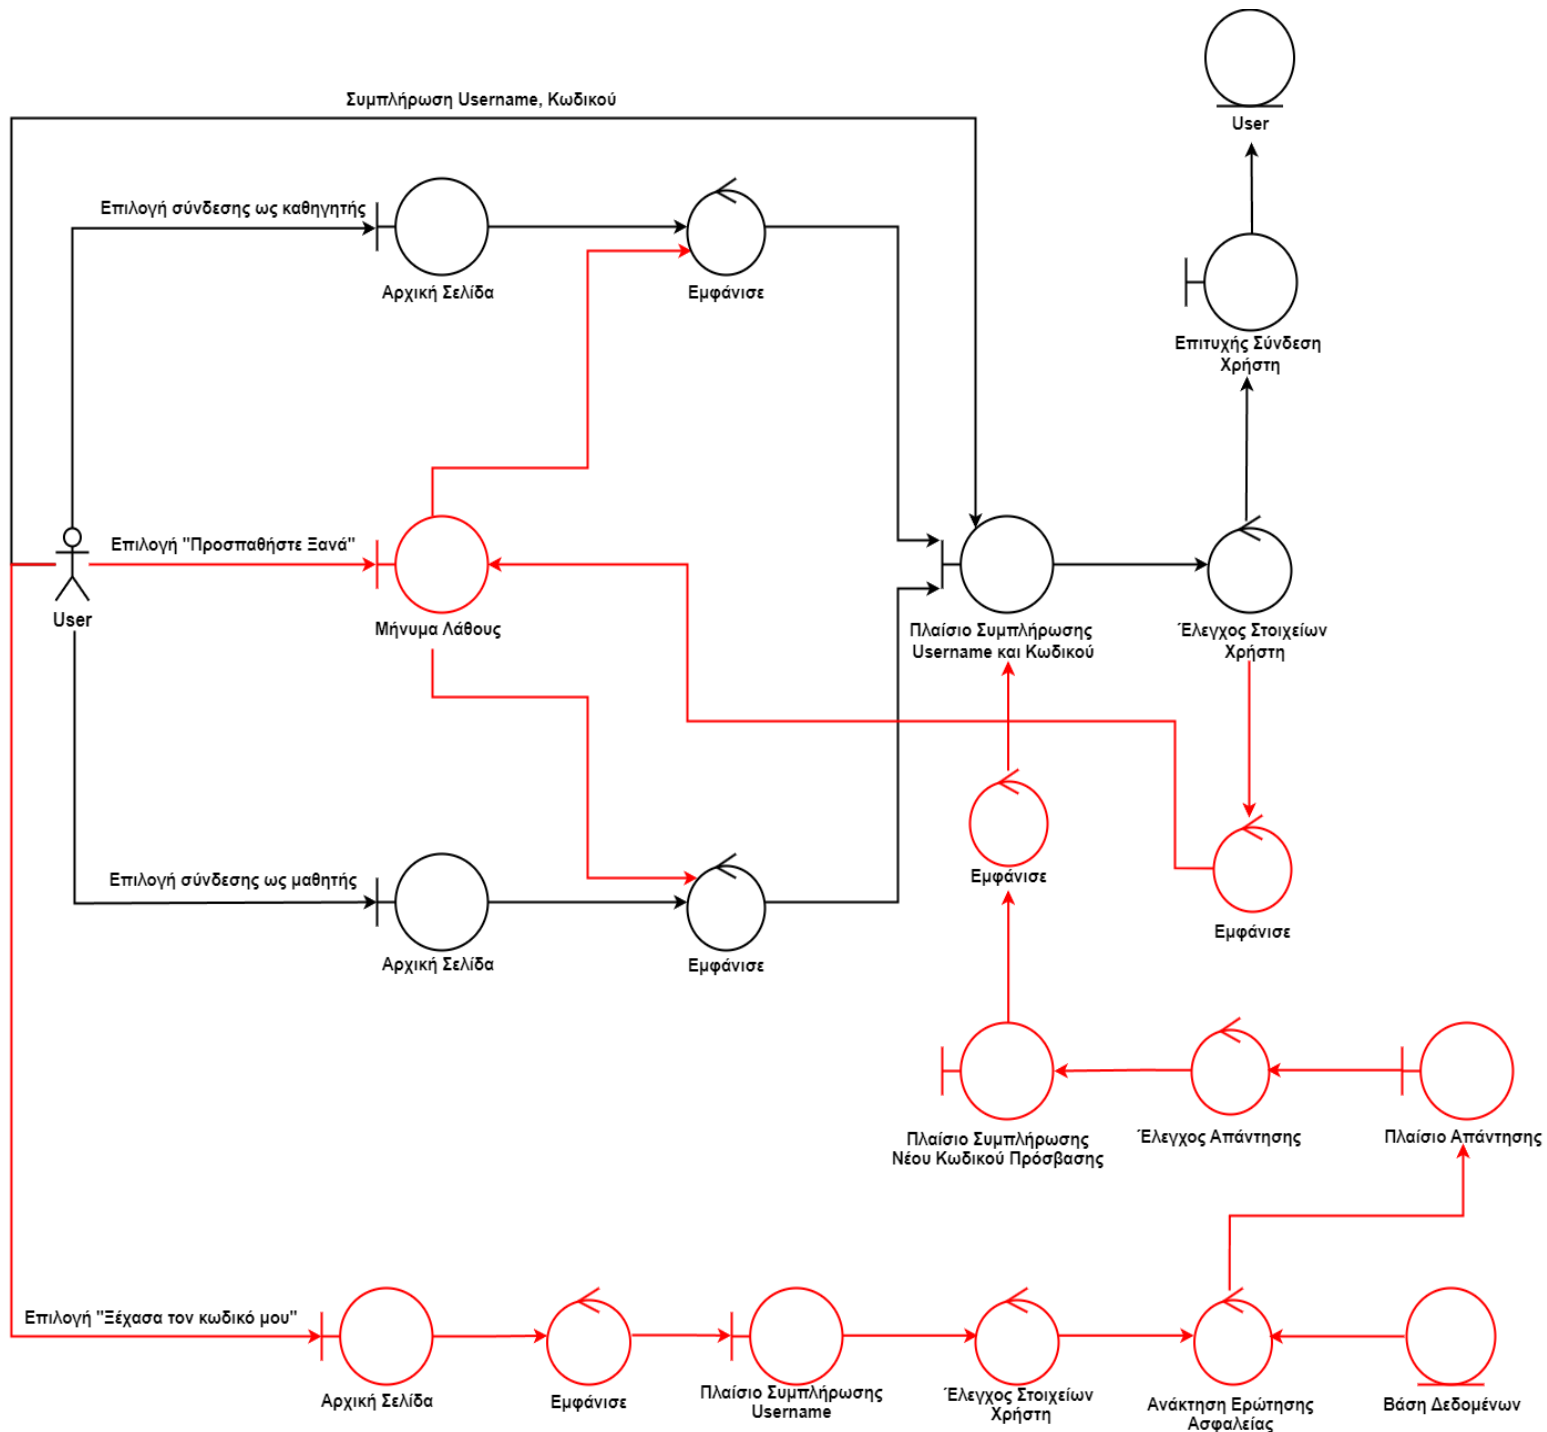 Συμπλήρωση Username, Κωδικού
User
Επιλογή σύνδεσης ως καθηγητής
Αρχική Σελίδα
Εμφάνισε
Επιτυχής Σύνδεση
Χρήστη
Επιλογή "Προσπαθήστε Ξανά"
User
Μήνυμα Λάθους
Πλαίσιο Συμπλήρωσης
Username και Κωδικού
Έλεγχος Στοιχείων
Χρήστη
Εμφάνισε
Επιλογή σύνδεσης ως μαθητής
Εμφάνισε
Αρχική Σελίδα
Εμφάνισε
Πλαίσιο Συμπλήρωσης
Νέου Κωδικού Πρόσβασης
Έλεγχος Απάντησης
Πλαίσιο Απάντησης
Επιλογή "Ξέχασα τον κωδικό μου"
Αρχική Σελίδα
Εμφάνισε
Πλαίσιο Συμπλήρωσης
Username
Έλεγχος Στοιχείων
Χρήστη
Ανάκτηση Ερώτησης
Ασφαλείας
Βάση Δεδομένων